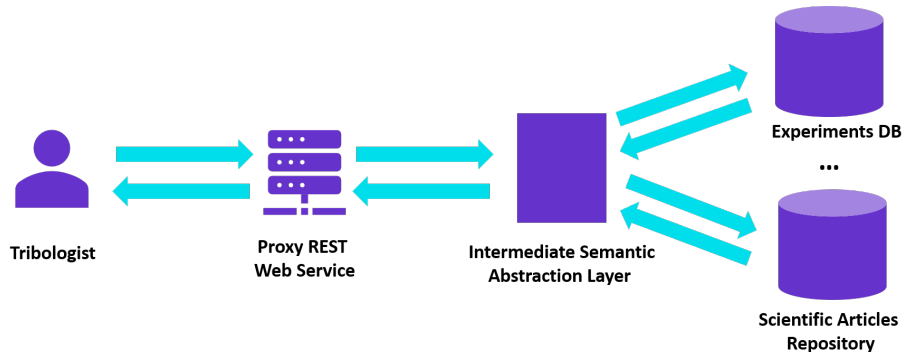 Tribologist
Proxy REST
Web Service
Intermediate Semantic
Abstraction Layer
Experiments DB
...
Scientific Articles
Repository